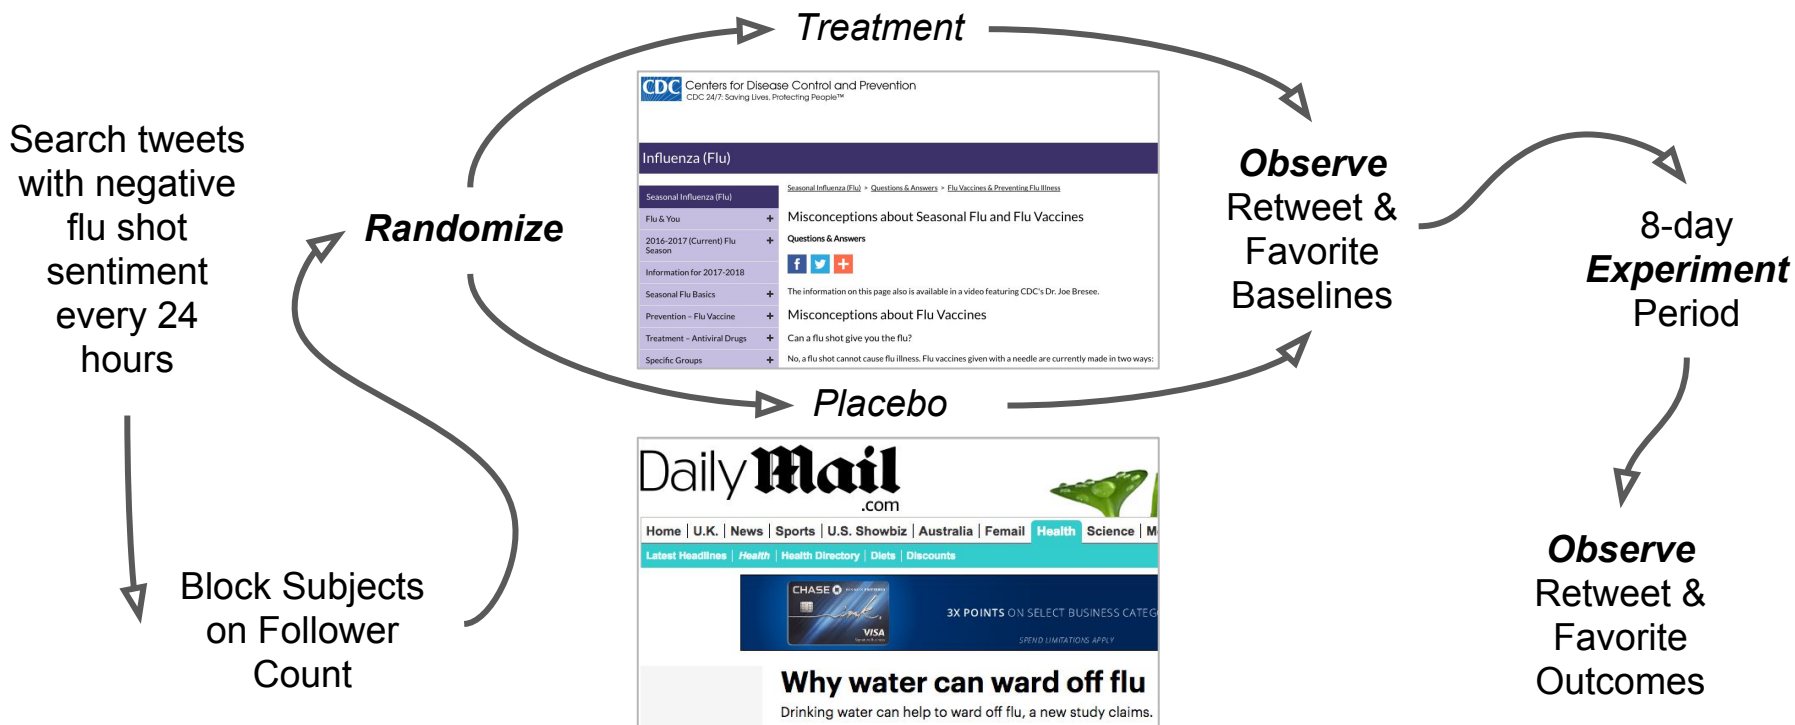 Search tweets
with negative
flu shot
sentiment
every 24
hours
Block Subjects
on Follower
Count
Randomize
Treatment
CDC Centers for Disease Control and Prevention
CDC 24/7: Saving Lives. Protecting People™
Influenza (Flu)
Seasonal Influenza (Flu)
Flu & You +
2016-2017 (Current) Flu +
Season
Information for 2017-2018
Seasonal Flu Basics +
Prevention – Flu Vaccine +
Treatment – Antiviral Drugs +
Specific Groups +
Seasonal Influenza (Flu) > Questions & Answers > Flu Vaccines & Preventing Flu Illness
Misconceptions about Seasonal Flu and Flu Vaccines
Questions & Answers
The information on this page also is available in a video featuring CDC's Dr. Joe Bresee.
Misconceptions about Flu Vaccines
Can a flu shot give you the flu?
No, a flu shot cannot cause flu illness. Flu vaccines given with a needle are currently made in two ways:
Placebo
Daily Mail
.com
Home | U.K. | News | Sports | U.S. Showbiz | Australia | Femail | Health | Science | M
Latest Headlines | Health | Health Directory | Diets | Discounts
CHASE
ink.
VISA
3X POINTS ON SELECT BUSINESS CATEG
SPEND LIMITATIONS APPLY
Why water can ward off flu
Drinking water can help to ward off flu, a new study claims.
Observe
Retweet &
Favorite
Baselines
8-day
Experiment
Period
Observe
Retweet &
Favorite
Outcomes